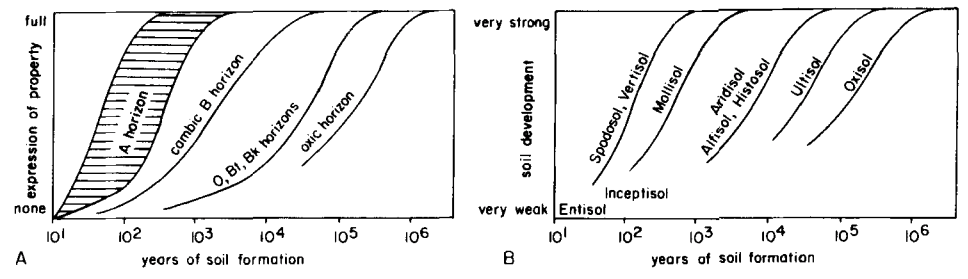 full
expression of property
none
A horizon
cambic B horizon
O, Bt, Bk horizons
oxic horizon
10¹ 10² 10³ 10⁴ 10⁵ 10⁶
A
years of soil formation
very strong
soil development
very weak
Spodosol, Vertisol
Mollisol
Aridisol
Alfisol, Histosol
Ultisol
Oxisol
Inceptisol
Entisol
10¹ 10² 10³ 10⁴ 10⁵ 10⁶
B
years of soil formation